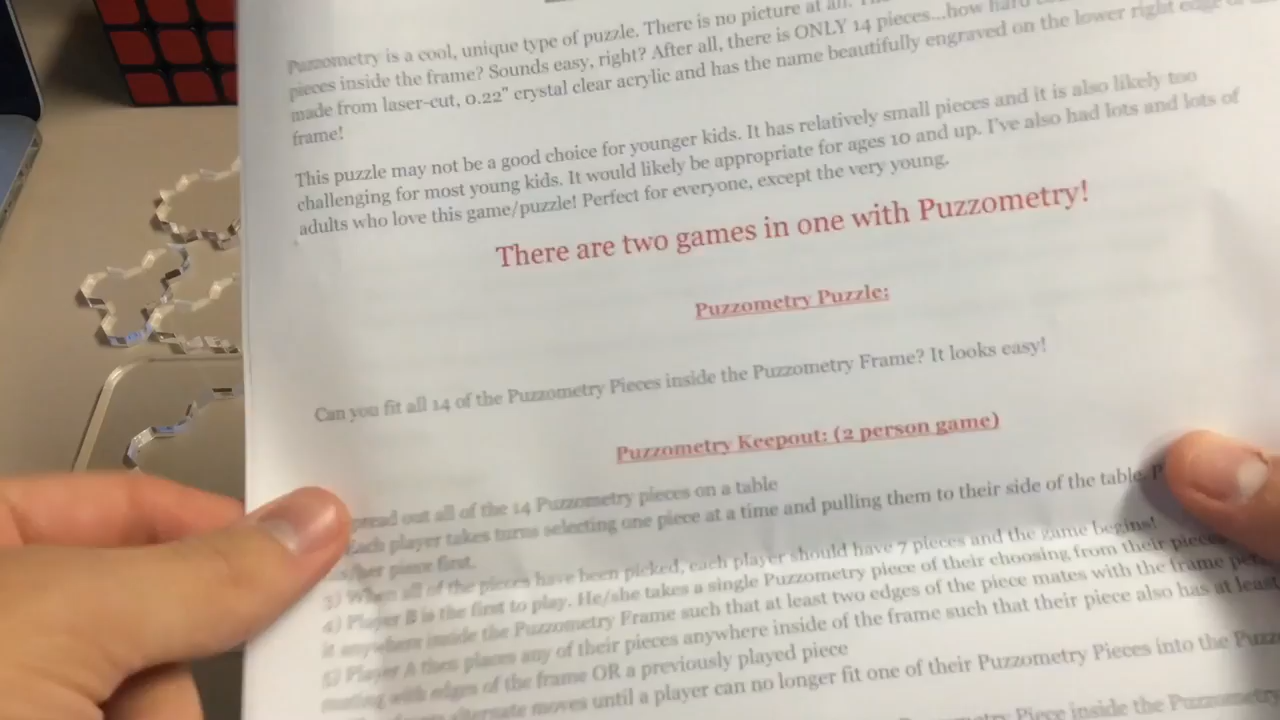 Puzzometry is a cool, unique type of puzzle. There is no picture at all.
pieces inside the frame? Sounds easy, right? After all, there is ONLY 14 pieces...how hard
made from laser-cut, 0.22" crystal clear acrylic and has the name beautifully engraved on the lower right edge of
frame!
This puzzle may not be a good choice for younger kids. It has relatively small pieces and it is also likely too
challenging for most young kids. It would likely be appropriate for ages 10 and up. I've also had lots and lots of
adults who love this game/puzzle! Perfect for everyone, except the very young.
There are two games in one with Puzzometry!
Puzzometry Puzzle:
Can you fit all 14 of the Puzzometry Pieces inside the Puzzometry Frame? It looks easy!
Puzzometry Keepout: (2 person game)
out all of the 14 Puzzometry pieces on a table
Each player takes turns selecting one piece at a time and pulling them to their side of the table.
piece first.
3) When all of the pieces have been picked, each player should have 7 pieces and the game begins!
4) Player B is the first to play. He/she takes a single Puzzometry piece of their choosing from their
it anywhere inside the Puzzometry Frame such that at least two edges of the piece mates with the frame
5) Player A then places any of their pieces anywhere inside of the frame such that their piece also has at least
mating with edges of the frame OR a previously played piece
alternate moves until a player can no longer fit one of their Puzzometry Pieces into the
Piece inside the Puzzometry